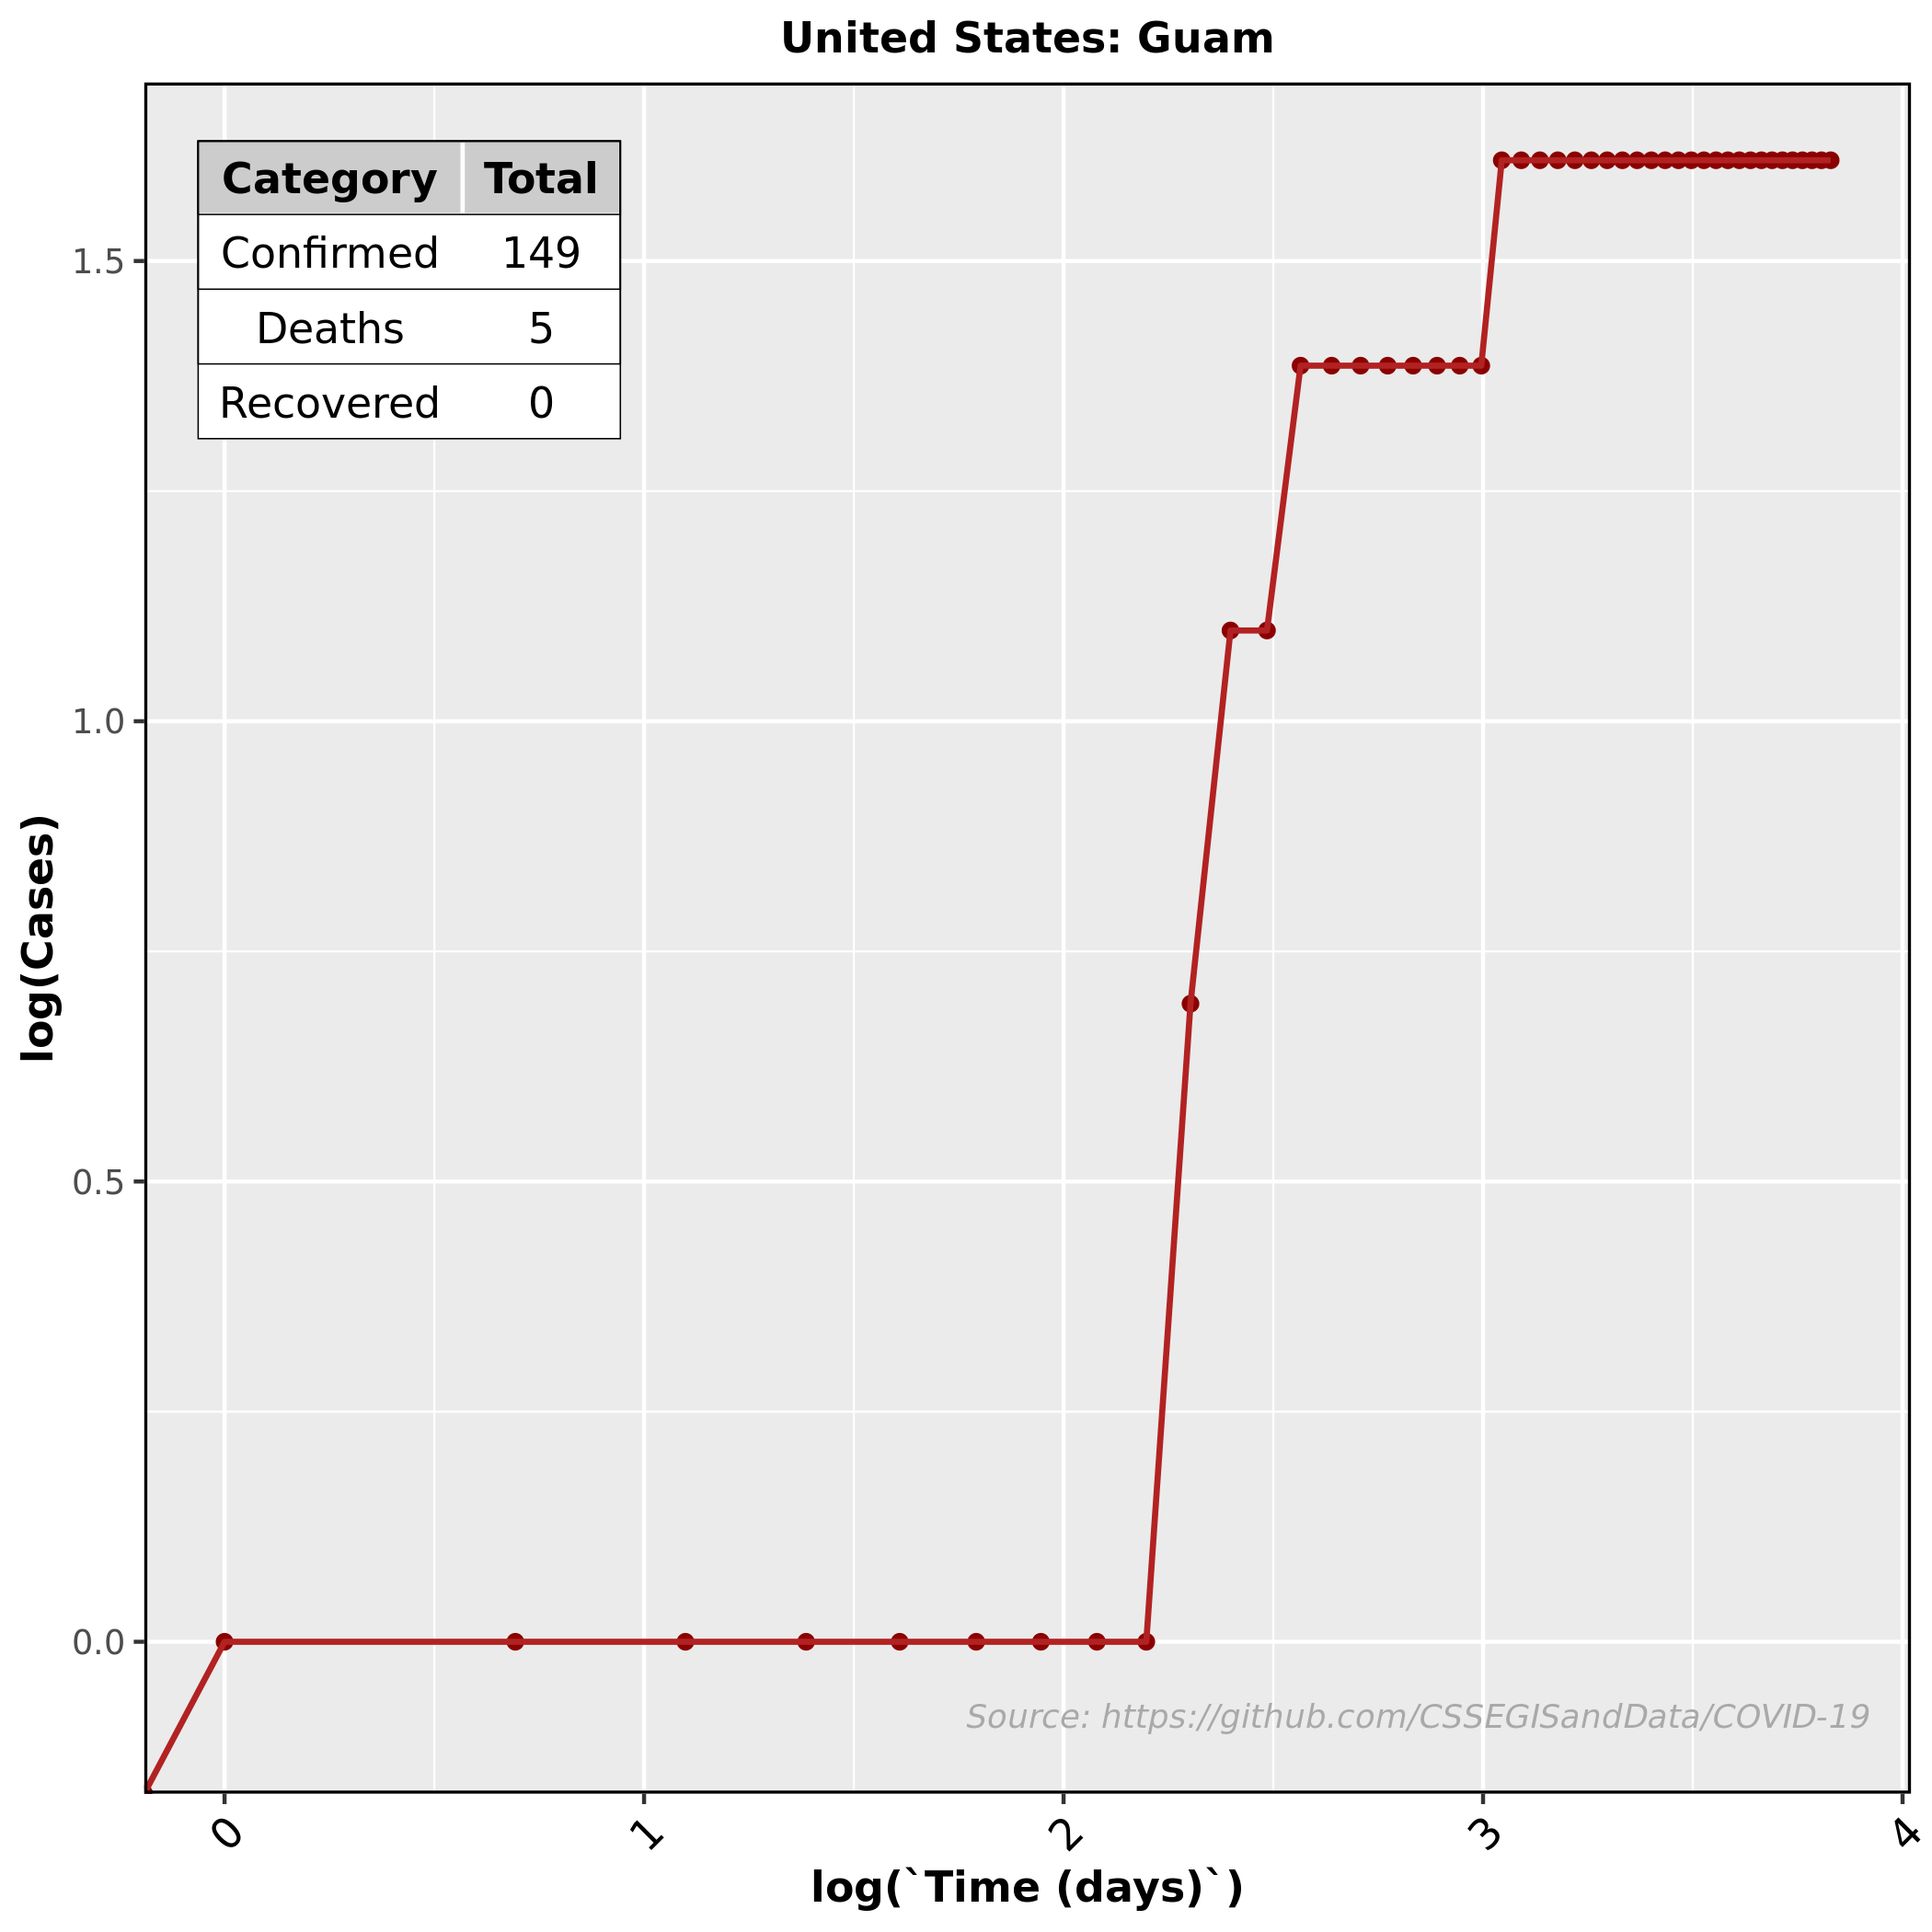 United States: Guam
Category Total
Confirmed 149
Deaths 5
Recovered 0
1.5
1.0
0.5
0.0
log(Cases)
Source: https://github.com/CSSEGISandData/COVID-19
0 1 2 3 4
log(`Time (days)`)